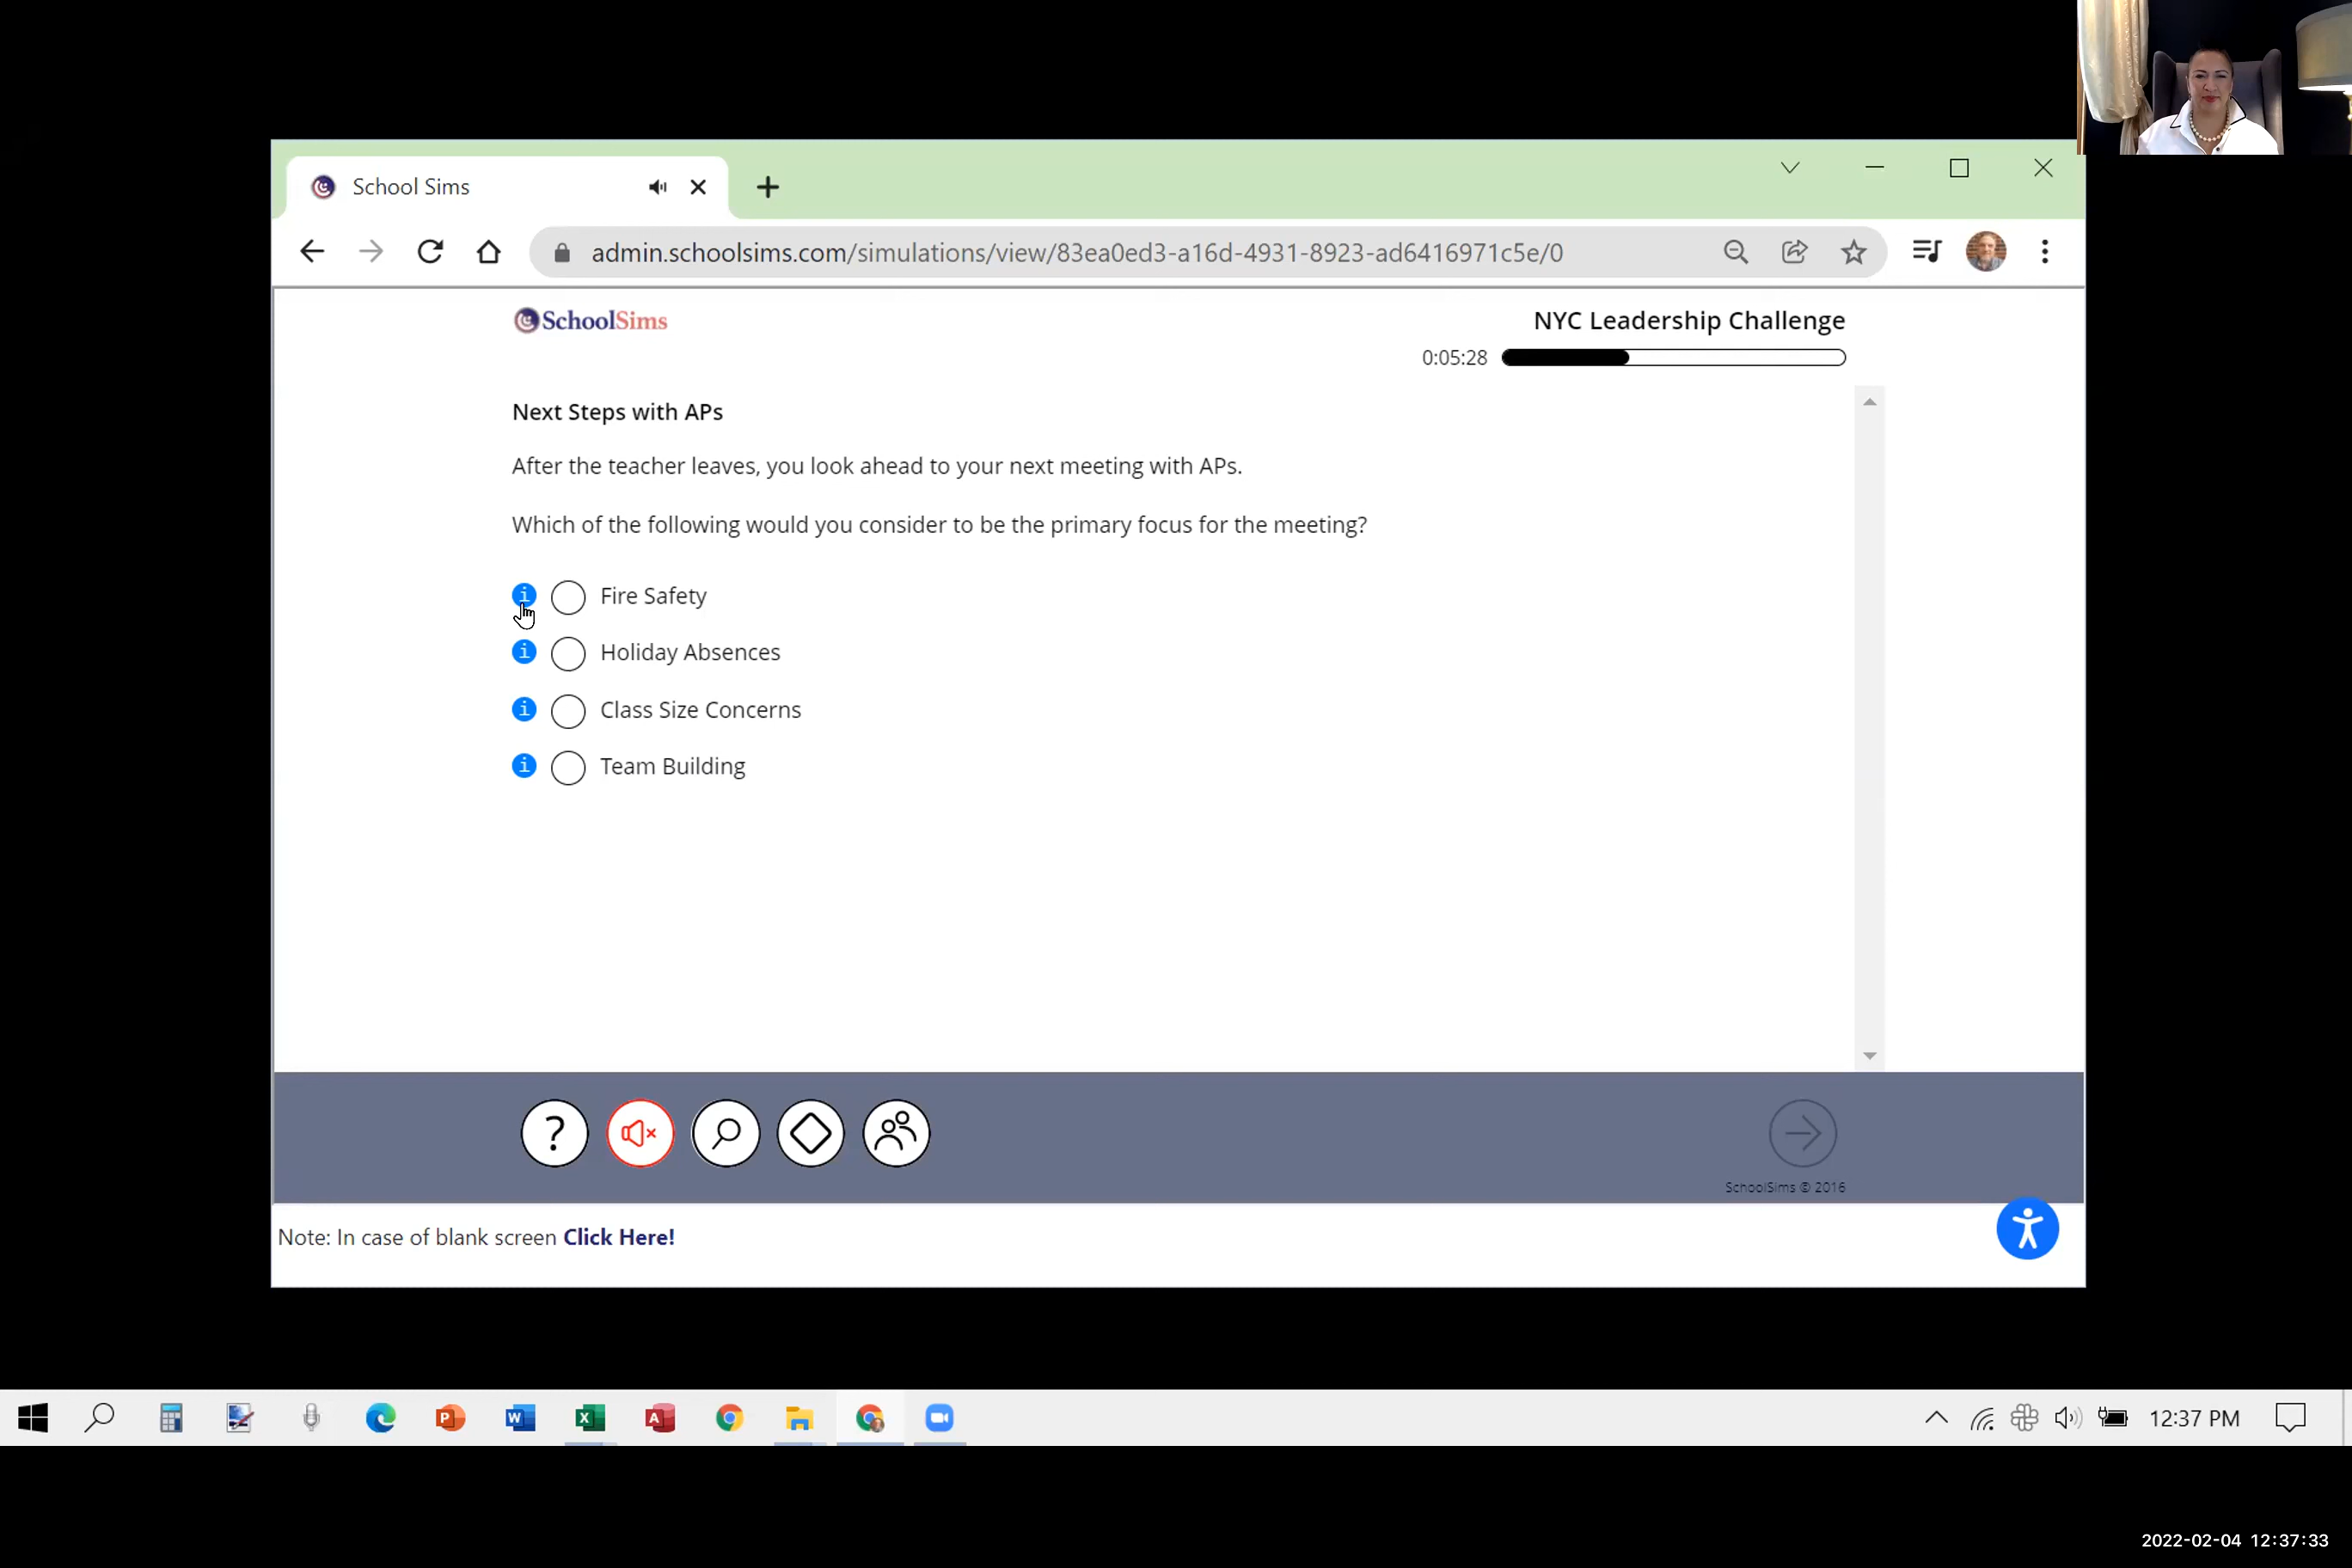 School Sims
admin.schoolsims.com/simulations/view/83ea0ed3-a16d-4931-8923-ad6416971c5e/0
SchoolSims
NYC Leadership Challenge
0:05:28
Next Steps with APs
After the teacher leaves, you look ahead to your next meeting with APs.
Which of the following would you consider to be the primary focus for the meeting?
i Fire Safety
i Holiday Absences
i Class Size Concerns
i Team Building
?
SchoolSims © 2016
Note: In case of blank screen Click Here!
P
W
X
A
12:37 PM
2022-02-04 12:37:33